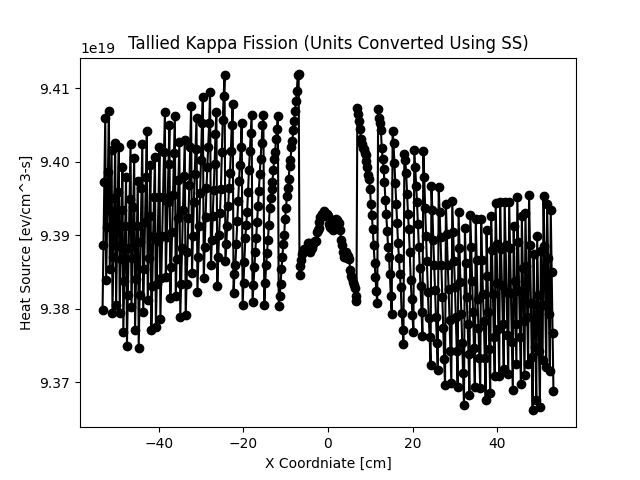 Tallied Kappa Fission (Units Converted Using SS)
1e19
9.41
9.40
9.39
9.38
9.37
Heat Source [ev/cm^3-s]
−40
−20
0
20
40
X Coordniate [cm]